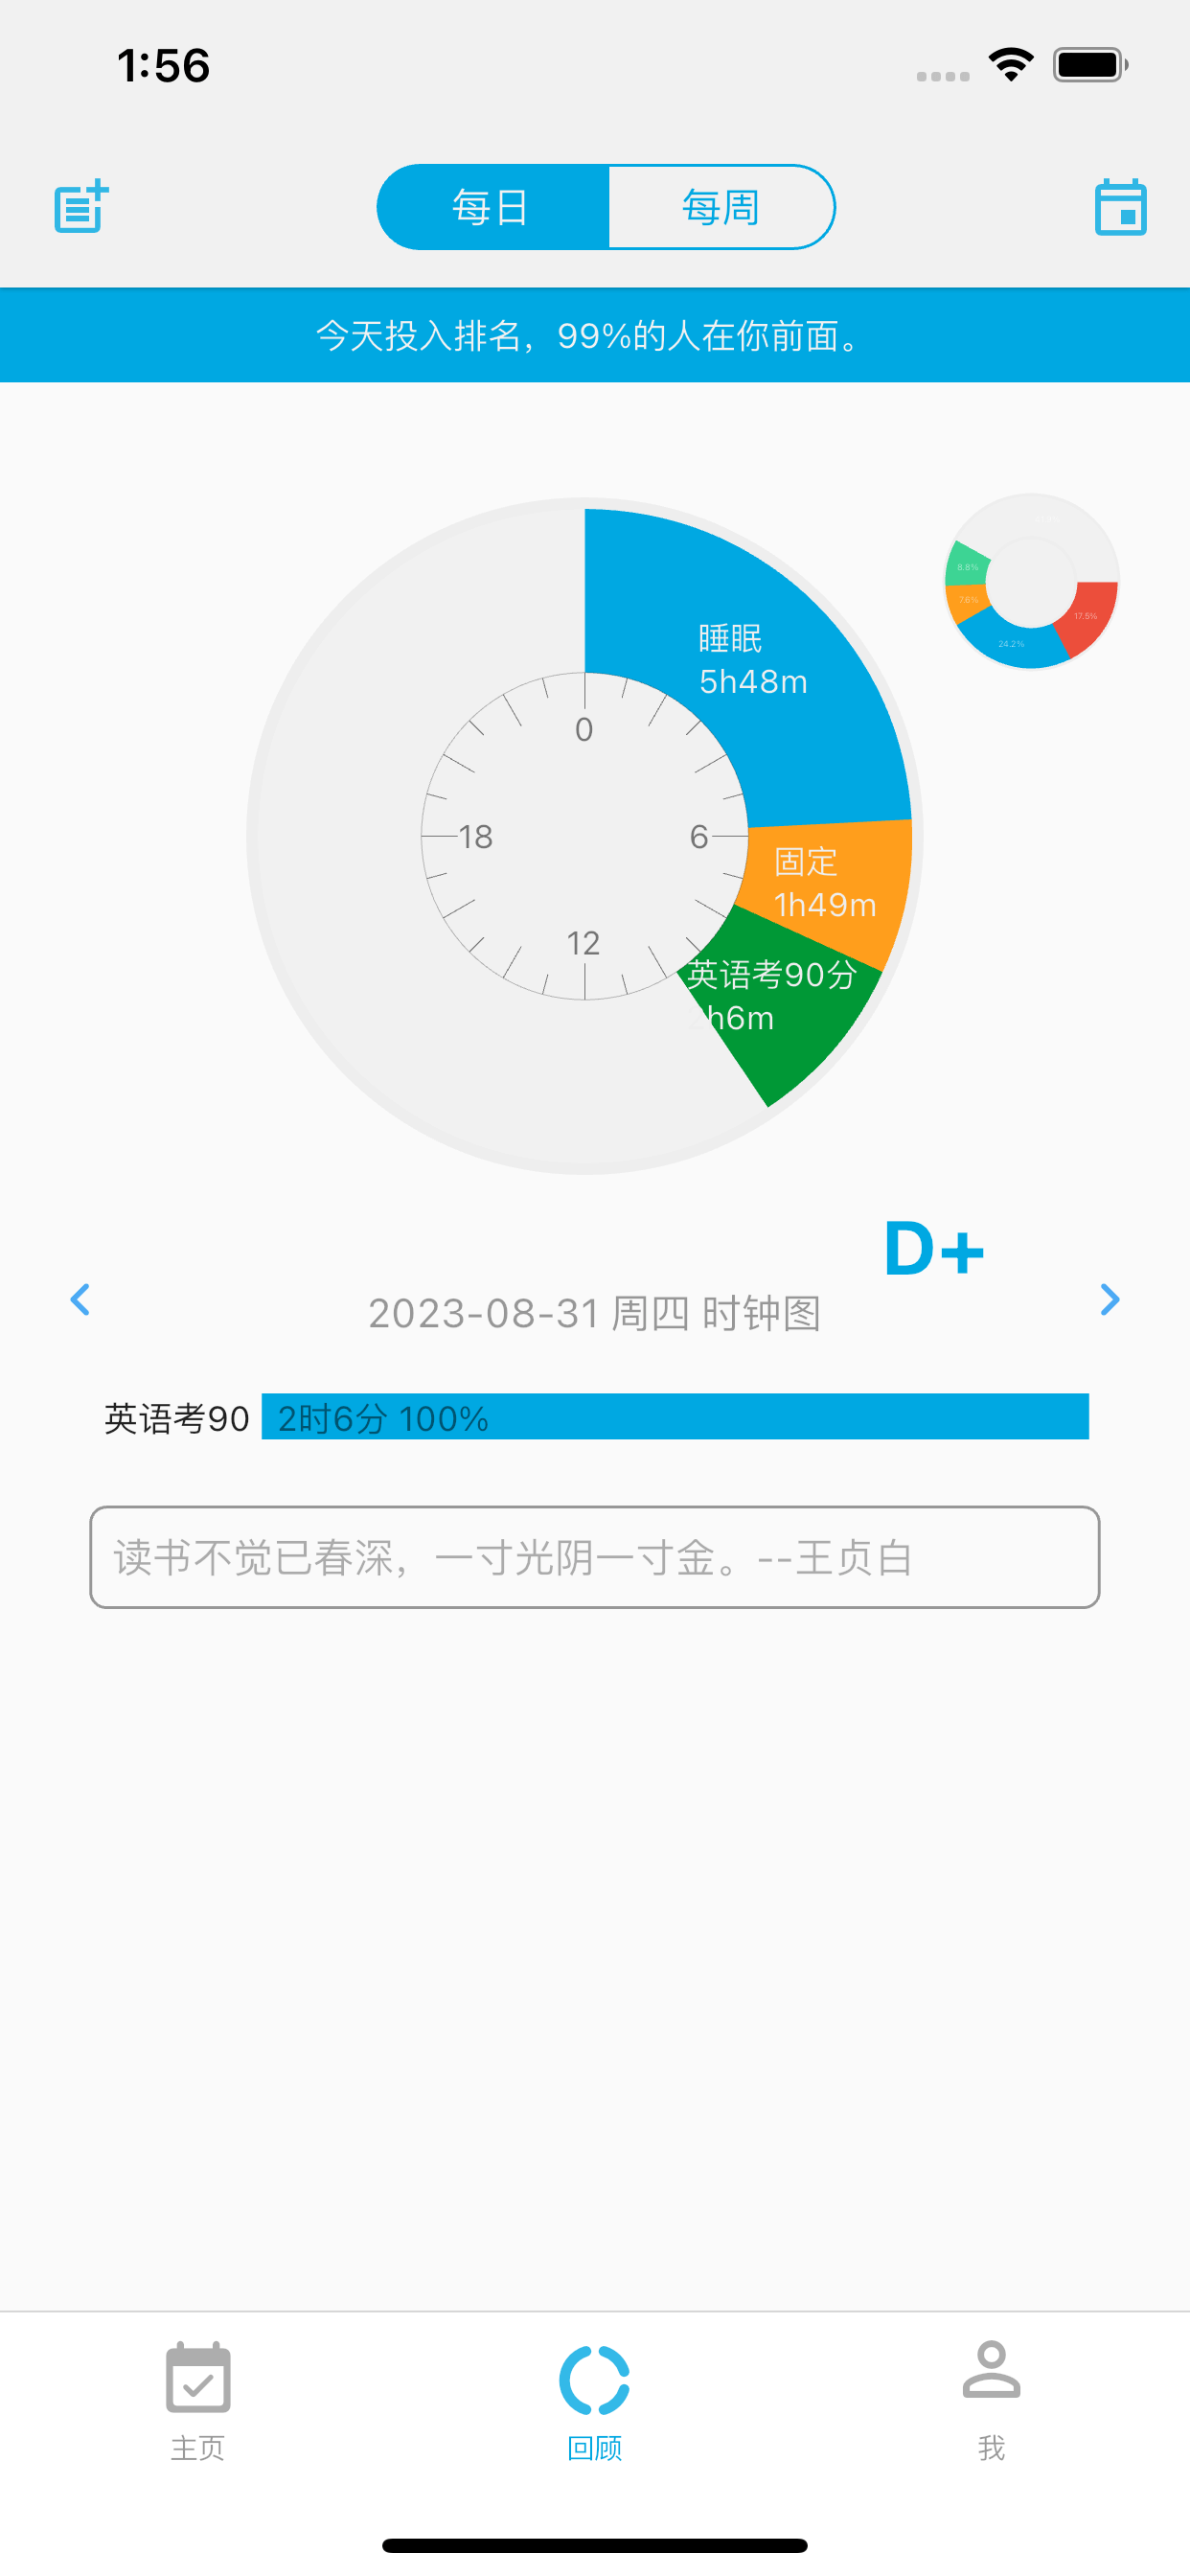 1:56
每日
每周
今天投入排名，99%的人在你前面。
睡眠
5h48m
8.8%
7.6%
17.5%
24.2%
0
18
6
12
固定
1h49m
英语考90分
2h6m
D+
2023-08-31 周四 时钟图
英语考90
2时6分 100%
读书不觉已春深，一寸光阴一寸金。--王贞白
主页
回顾
我